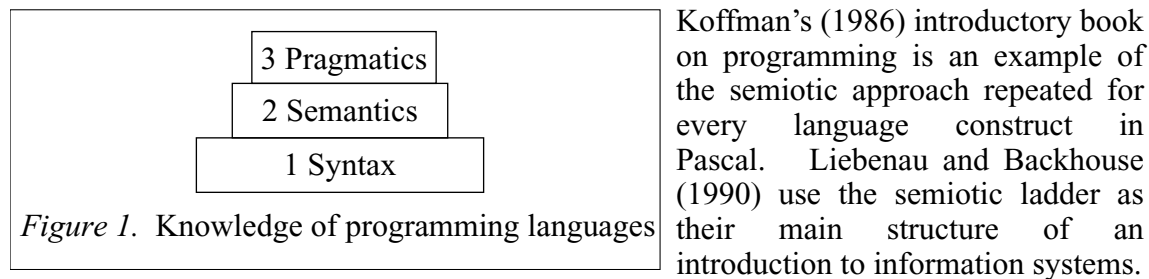 3 Pragmatics
2 Semantics
1 Syntax
Figure 1. Knowledge of programming languages
Koffman’s (1986) introductory book
on programming is an example of
the semiotic approach repeated for
every language construct in
Pascal. Liebenau and Backhouse
(1990) use the semiotic ladder as
their main structure of an
introduction to information systems.